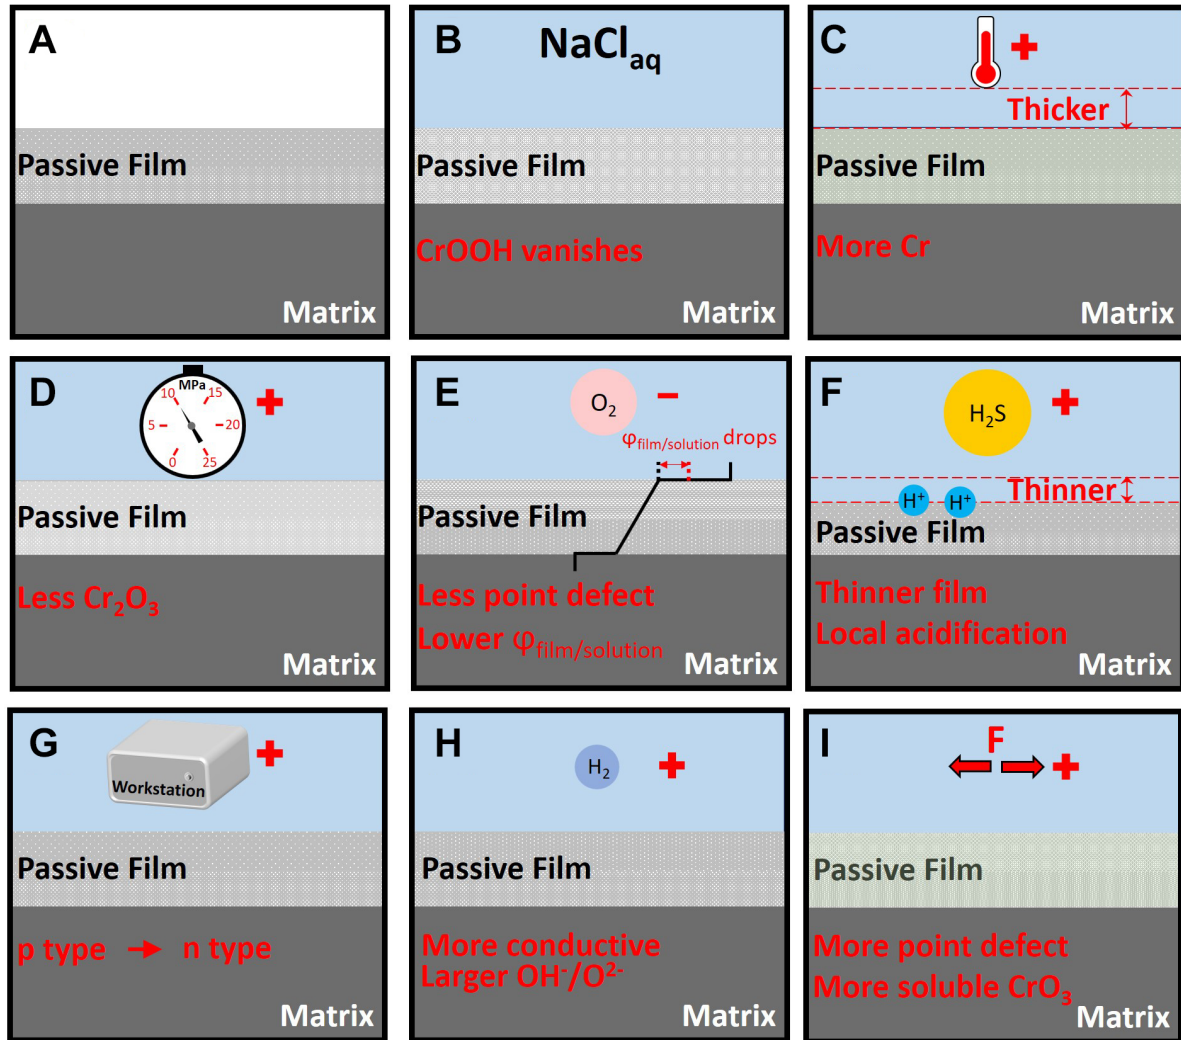 A
Passive Film
Matrix
B
NaCl_aq
Passive Film
CrOOH vanishes
Matrix
C
+
Thicker
Passive Film
More Cr
Matrix
D
MPa
0
5
10
15
20
25
+
Passive Film
Less Cr₂O₃
Matrix
E
O₂
−
φ_film/solution drops
Passive Film
Less point defect
Lower φ_film/solution
Matrix
F
H₂S
+
Thinner
H⁺
H⁺
Passive Film
Thinner film
Local acidification
Matrix
G
Workstation
+
Passive Film
p type → n type
Matrix
H
H₂
+
Passive Film
More conductive
Larger OH⁻/O²⁻
Matrix
I
F
+
Passive Film
More point defect
More soluble CrO₃
Matrix